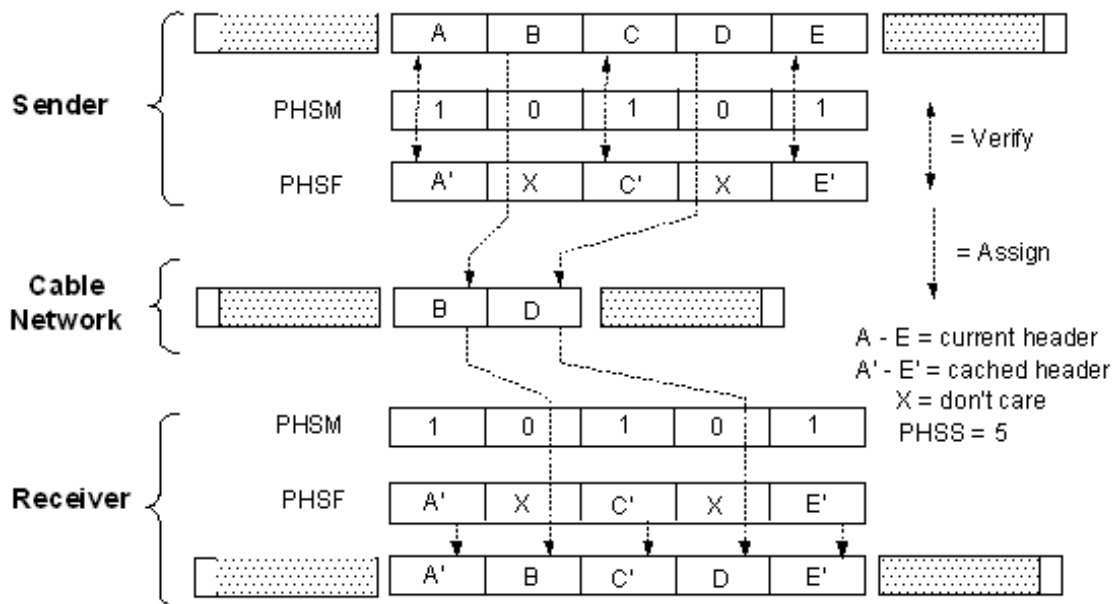 A B C D E
Sender
PHSM 1 0 1 0 1
= Verify
PHSF A' X C' X E'
= Assign
Cable
Network
B D
A - E = current header
A' - E' = cached header
X = don't care
PHSS = 5
PHSM 1 0 1 0 1
Receiver
PHSF A' X C' X E'
A' B C' D E'